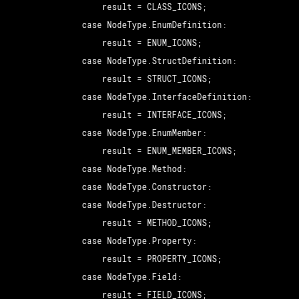 result = CLASS_ICONS;
case NodeType.EnumDefinition:
result = ENUM_ICONS;
case NodeType.StructDefinition:
result = STRUCT_ICONS;
case NodeType.InterfaceDefinition:
result = INTERFACE_ICONS;
case NodeType.EnumMember:
result = ENUM_MEMBER_ICONS;
case NodeType.Method:
case NodeType.Constructor:
case NodeType.Destructor:
result = METHOD_ICONS;
case NodeType.Property:
result = PROPERTY_ICONS;
case NodeType.Field:
result = FIELD_ICONS;